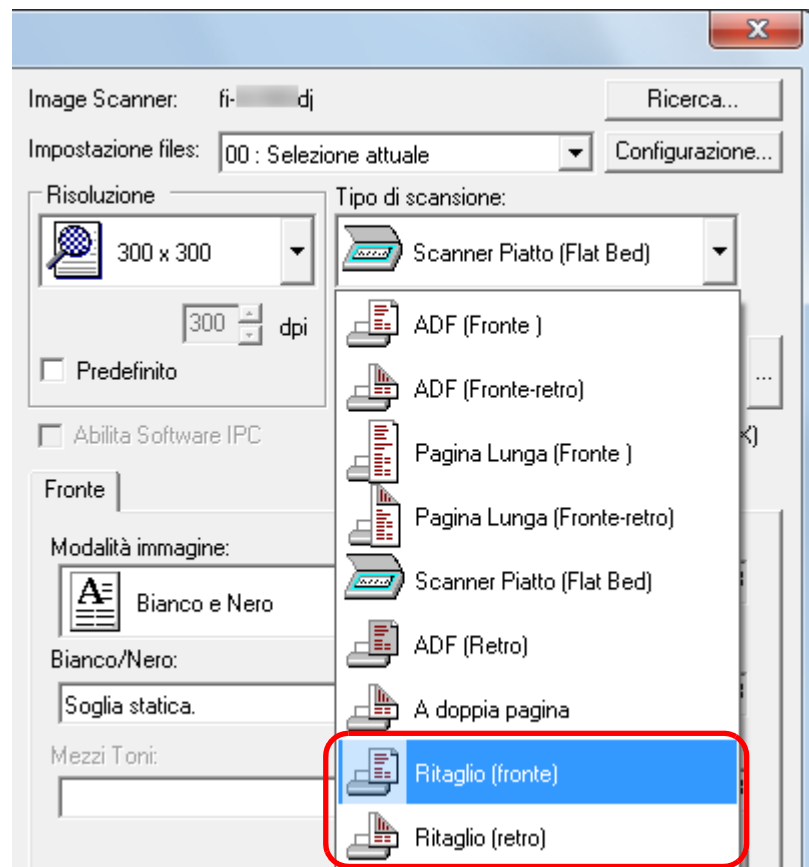 Image Scanner: fi- dj
Ricerca...
Impostazione files: 00 : Selezione attuale
Configurazione...
Risoluzione
300 x 300
300 dpi
Predefinito
Tipo di scansione:
Scanner Piatto (Flat Bed)
ADF (Fronte )
ADF (Fronte-retro)
Pagina Lunga (Fronte )
Pagina Lunga (Fronte-retro)
Scanner Piatto (Flat Bed)
ADF (Retro)
A doppia pagina
Ritaglio (fronte)
Ritaglio (retro)
...
Abilita Software IPC
Fronte
Modalità immagine:
Bianco e Nero
Bianco/Nero:
Soglia statica.
Mezzi Toni: